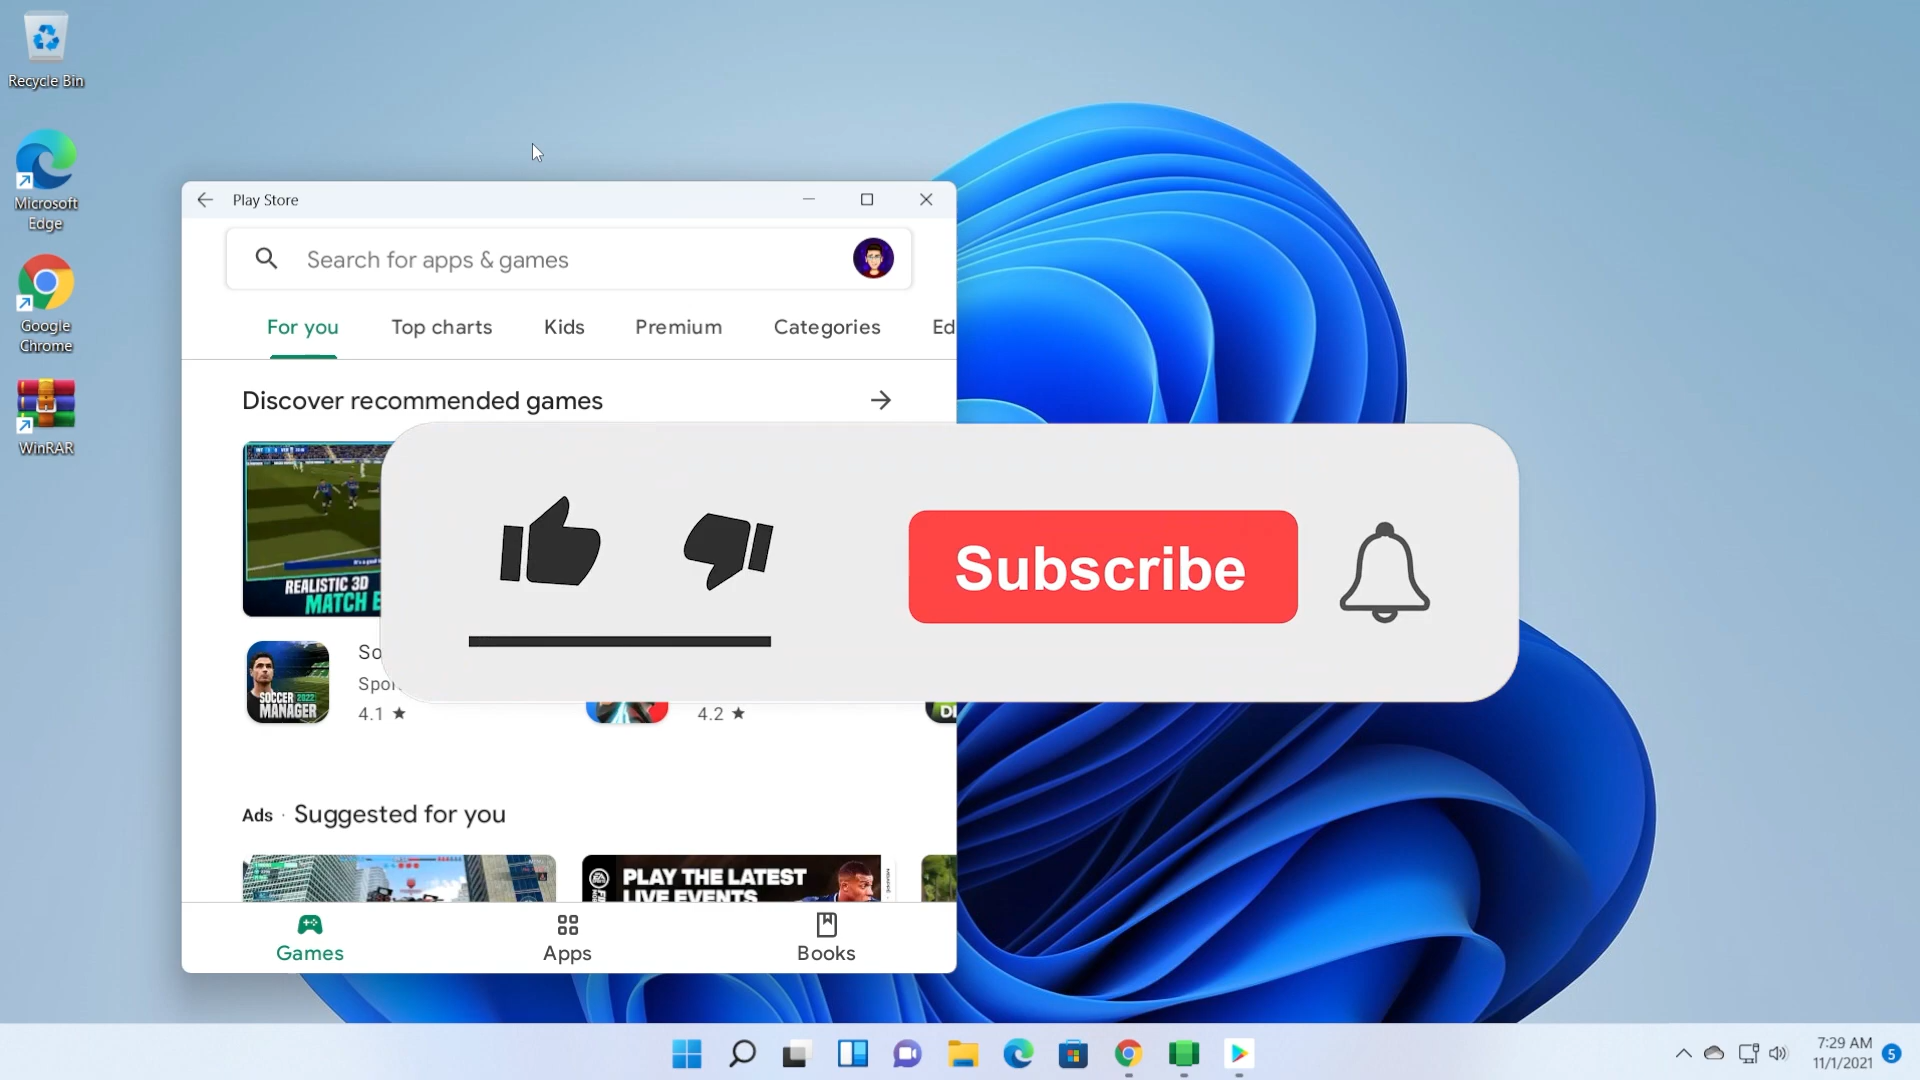 Recycle Bin
Microsoft
Edge
Google
Chrome
WinRAR
Play Store
Search for apps & games
For you
Top charts
Kids
Premium
Categories
Ed
Discover recommended games
REALISTIC 3D
MATCH E
Subscribe
SOCCER 2022
MANAGER
So
Spor
4.1 ★
4.2 ★
Ads · Suggested for you
PLAY THE LATEST
LIVE EVENTS
Games
Apps
Books
7:29 AM
11/1/2021
5